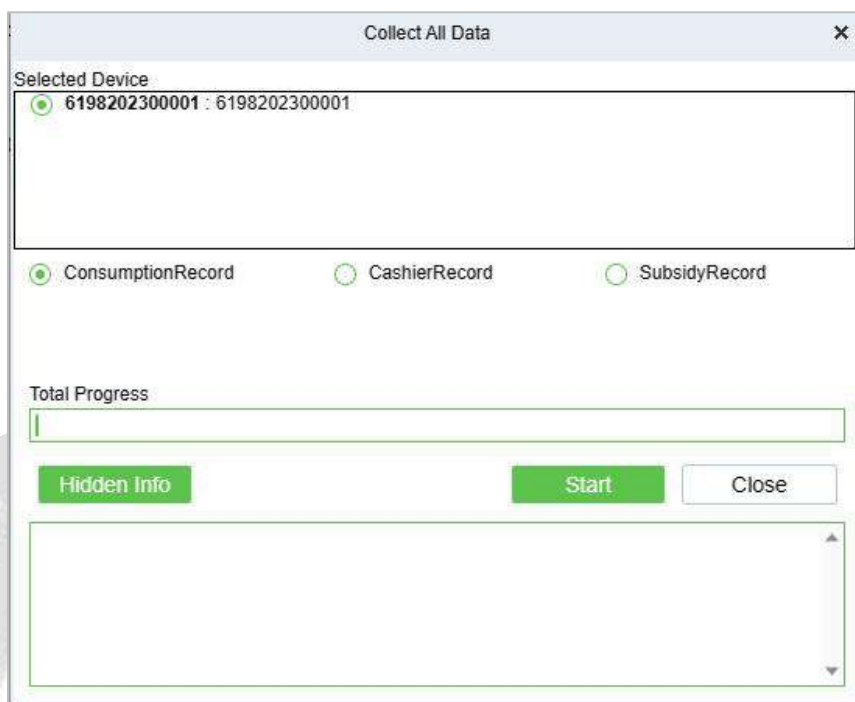 Collect All Data
Selected Device
6198202300001 : 6198202300001
ConsumptionRecord CashierRecord SubsidyRecord
Total Progress
Hidden Info Start Close